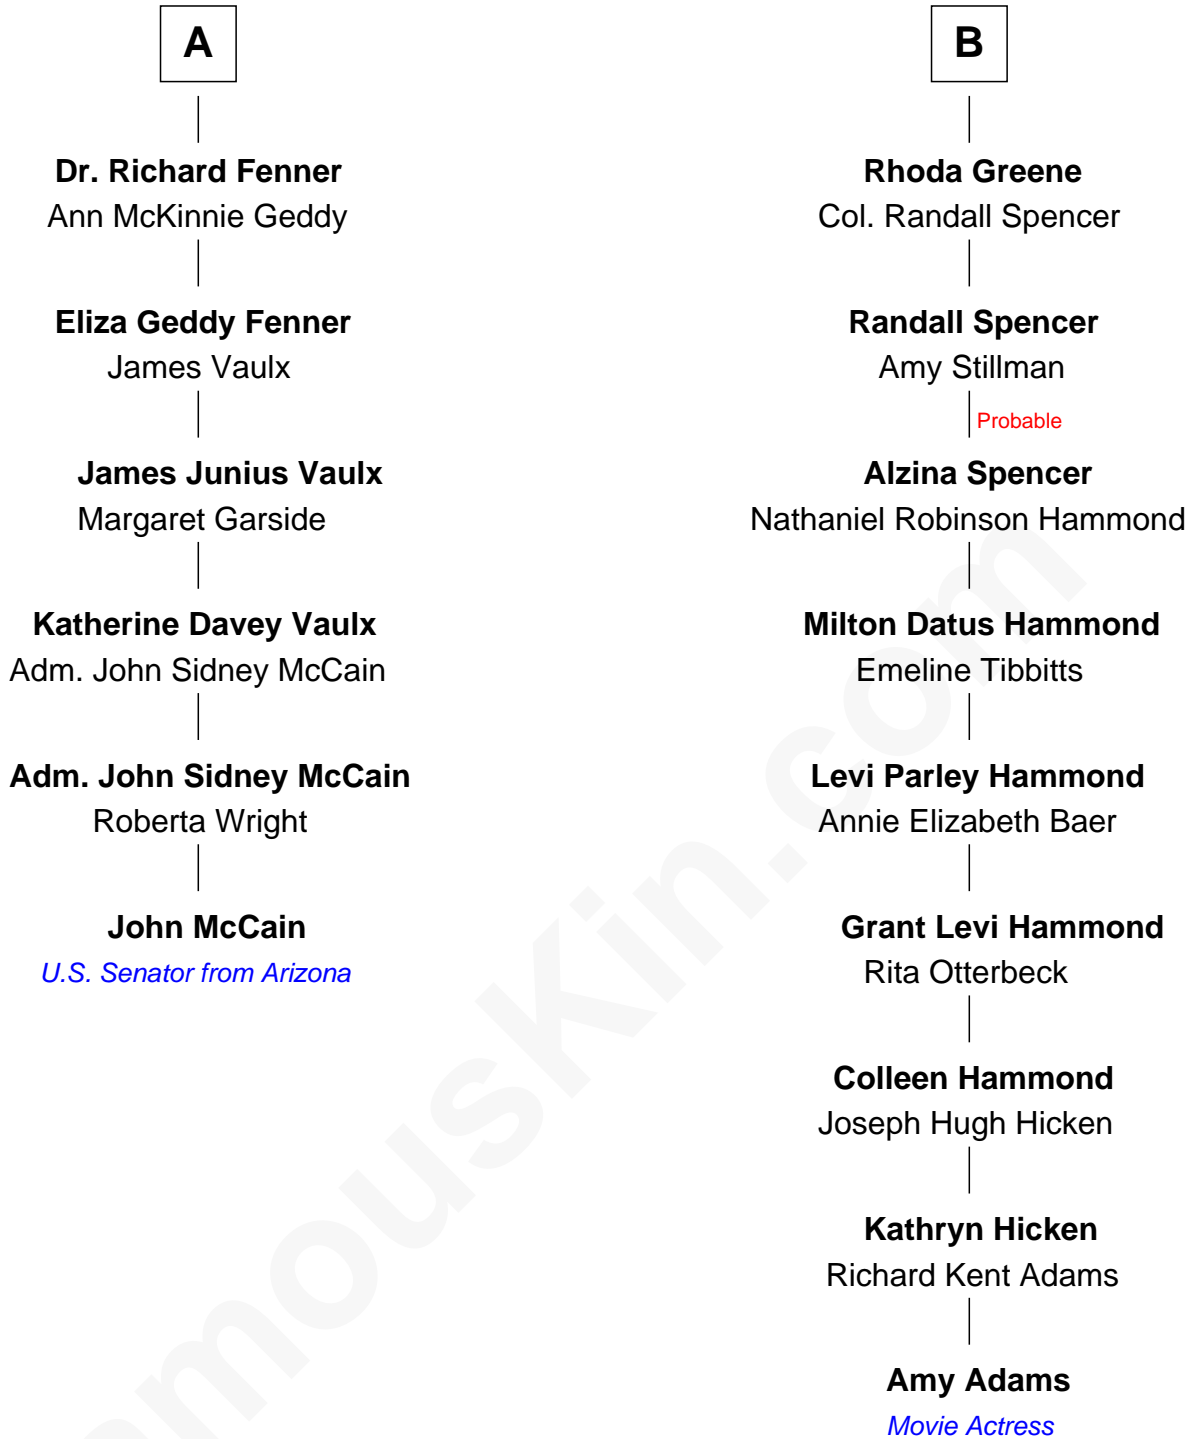 A
Dr. Richard Fenner
Ann McKinnie Geddy
Eliza Geddy Fenner
James Vaulx
James Junius Vaulx
Margaret Garside
Katherine Davey Vaulx
Adm. John Sidney McCain
Adm. John Sidney McCain
Roberta Wright
John McCain
U.S. Senator from Arizona
B
Rhoda Greene
Col. Randall Spencer
Randall Spencer
Amy Stillman
Probable
Alzina Spencer
Nathaniel Robinson Hammond
Milton Datus Hammond
Emeline Tibbitts
Levi Parley Hammond
Annie Elizabeth Baer
Grant Levi Hammond
Rita Otterbeck
Colleen Hammond
Joseph Hugh Hicken
Kathryn Hicken
Richard Kent Adams
Amy Adams
Movie Actress
amouskin.com